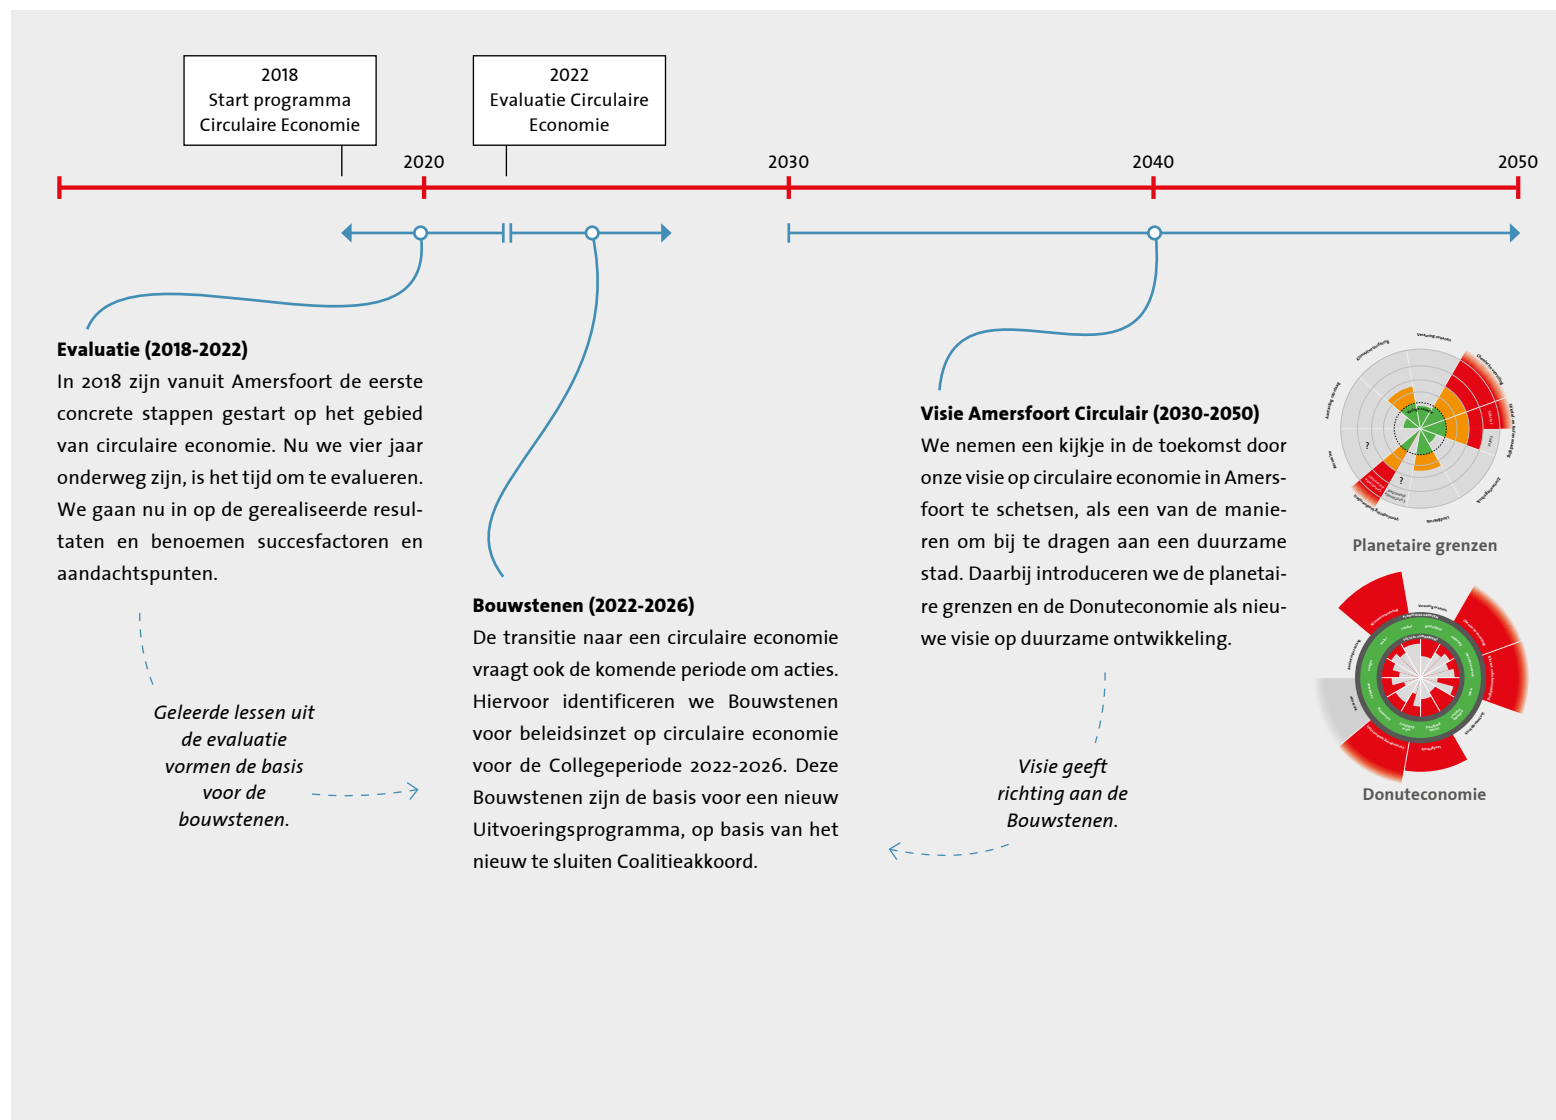 2018
Start programma
Circulaire Economie
2022
Evaluatie Circulaire
Economie
2020
2030
2040
2050
Evaluatie (2018-2022)
In 2018 zijn vanuit Amersfoort de eerste
concrete stappen gestart op het gebied
van circulaire economie. Nu we vier jaar
onderweg zijn, is het tijd om te evalueren.
We gaan nu in op de gerealiseerde resul-
taten en benoemen succesfactoren en
aandachtspunten.
Geleerde lessen uit
de evaluatie
vormen de basis
voor de
bouwstenen.
Bouwstenen (2022-2026)
De transitie naar een circulaire economie
vraagt ook de komende periode om acties.
Hiervoor identificeren we Bouwstenen
voor beleidsinzet op circulaire economie
voor de Collegeperiode 2022-2026. Deze
Bouwstenen zijn de basis voor een nieuw
Uitvoeringsprogramma, op basis van het
nieuw te sluiten Coalitieakkoord.
Visie Amersfoort Circulair (2030-2050)
We nemen een kijkje in de toekomst door
onze visie op circulaire economie in Amers-
foort te schetsen, als een van de manie-
ren om bij te dragen aan een duurzame
stad. Daarbij introduceren we de planetai-
re grenzen en de Donuteconomie als nieu-
we visie op duurzame ontwikkeling.
Visie geeft
richting aan de
Bouwstenen.
?
?
Planetaire grenzen
Donuteconomie